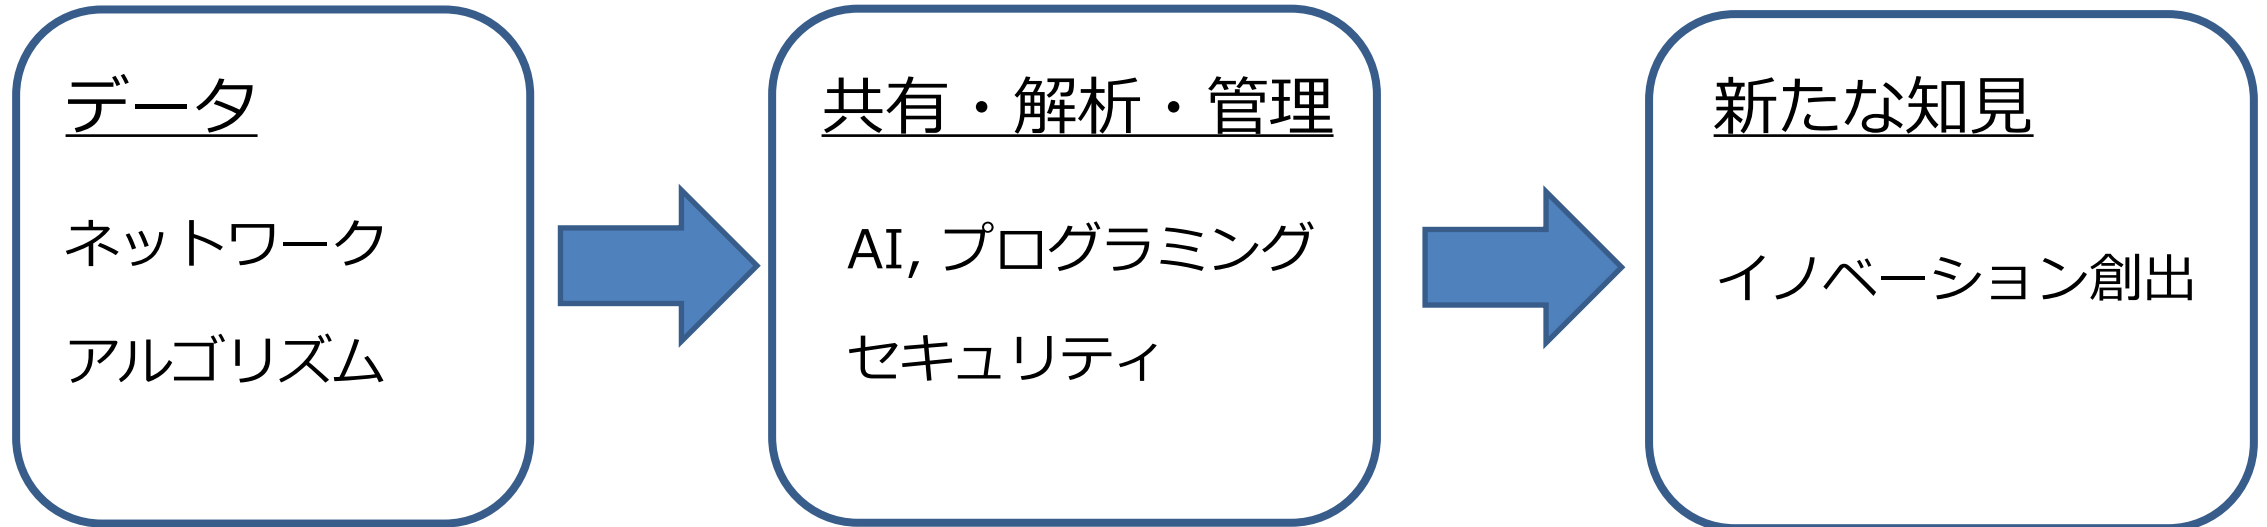 データ
ネットワーク
アルゴリズム
共有・解析・管理
AI, プログラミング
セキュリティ
新たな知見
イノベーション創出